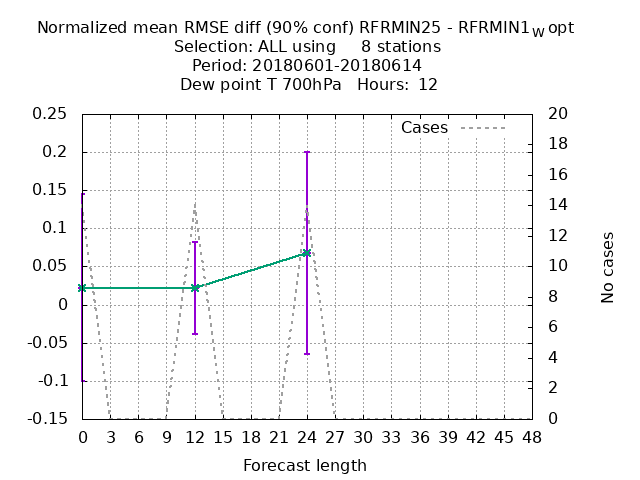 Normalized mean RMSE diff (90% conf) RFRMIN25 - RFRMIN1wopt
Selection: ALL using     8 stations
Period: 20180601-20180614
Dew point T 700hPa   Hours:  12
Cases
0.25
0.2
0.15
0.1
0.05
0
-0.05
-0.1
-0.15
20
18
16
14
12
10
8
6
4
2
0
No cases
0 3 6 9 12 15 18 21 24 27 30 33 36 39 42 45 48
Forecast length